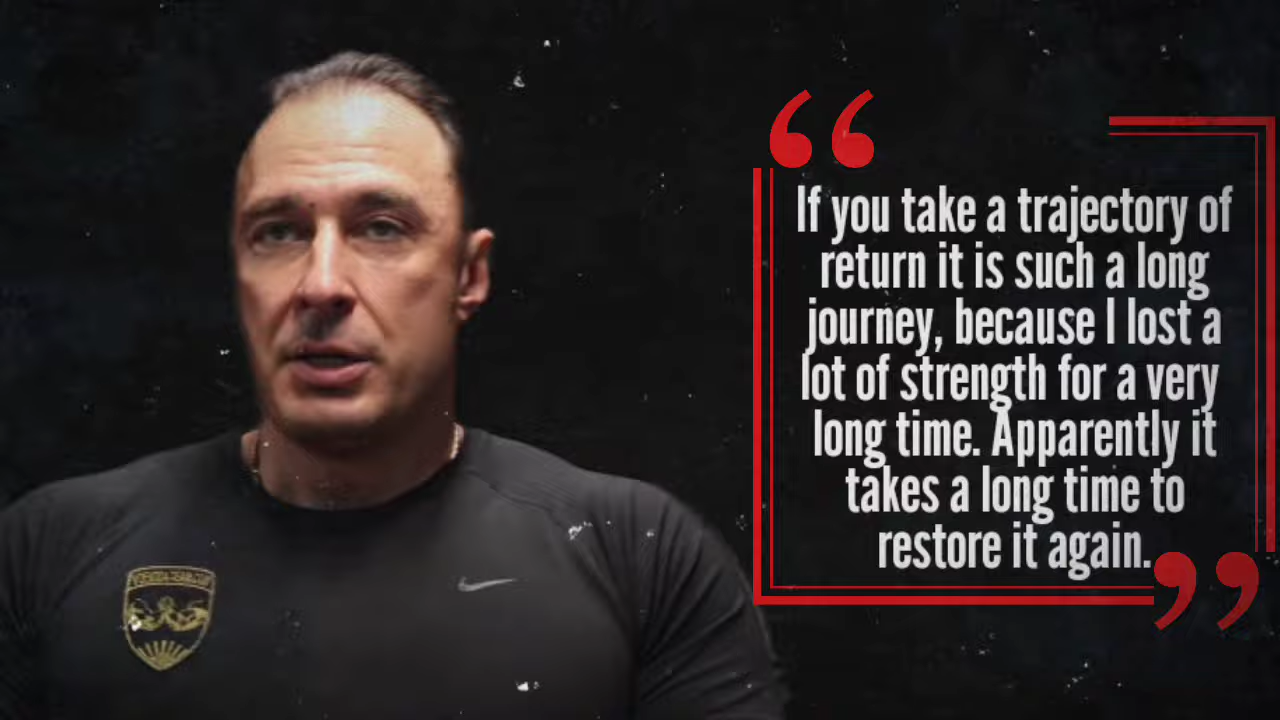 If you take a trajectory of
return it is such a long
journey, because I lost a
lot of strength for a very
long time. Apparently it
takes a long time to
restore it again.